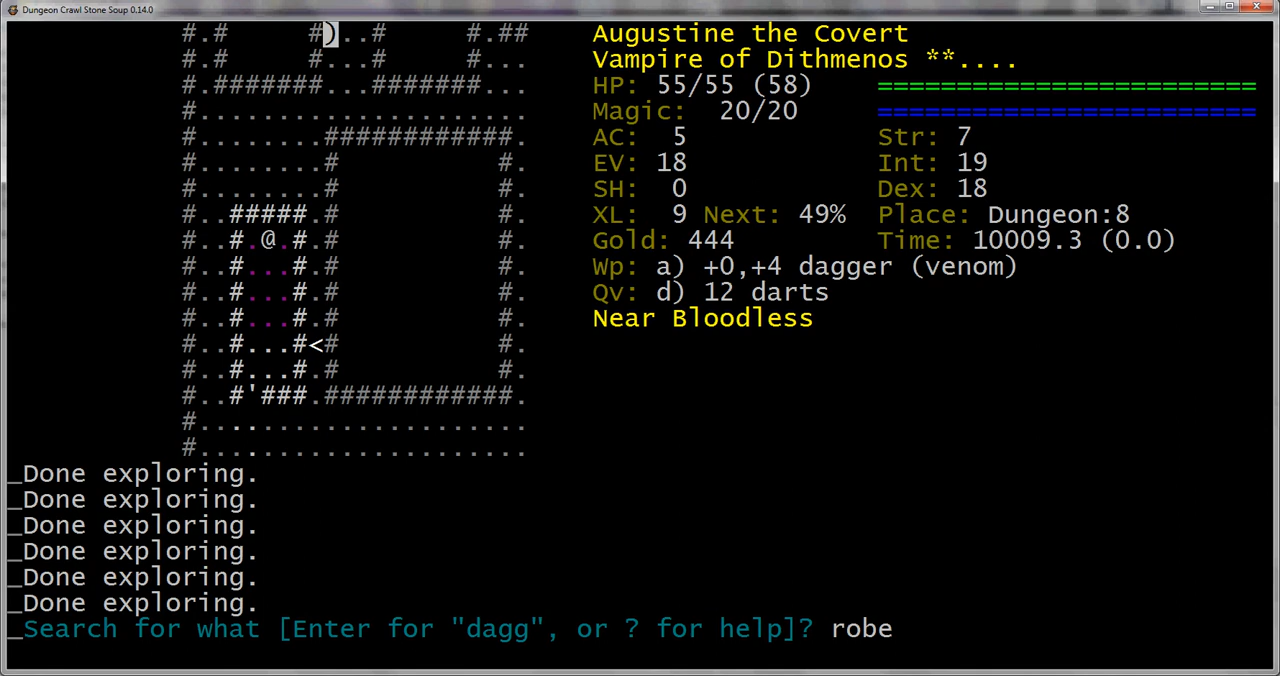 Dungeon Crawl Stone Soup 0.14.0
#.#      #)..#      #.##
#.#      #...#      #...
#.#######...#######...
#......................
#........############.
#........#          #.
#........#          #.
#..#####.#          #.
#..#.@.#.#          #.
#..#...#.#          #.
#..#...#.#          #.
#..#...#.#          #.
#..#...#<#          #.
#..#...#.#          #.
#..#'###.############.
#.....................
#.....................
Augustine the Covert
Vampire of Dithmenos **....
HP: 55/55 (58) ========================
Magic: 20/20 ========================
AC: 5 Str: 7
EV: 18 Int: 19
SH: 0 Dex: 18
XL: 9 Next: 49% Place: Dungeon:8
Gold: 444 Time: 10009.3 (0.0)
Wp: a) +0,+4 dagger (venom)
Qv: d) 12 darts
Near Bloodless
_Done exploring.
_Done exploring.
_Done exploring.
_Done exploring.
_Done exploring.
_Done exploring.
_Search for what [Enter for "dagg", or ? for help]? robe